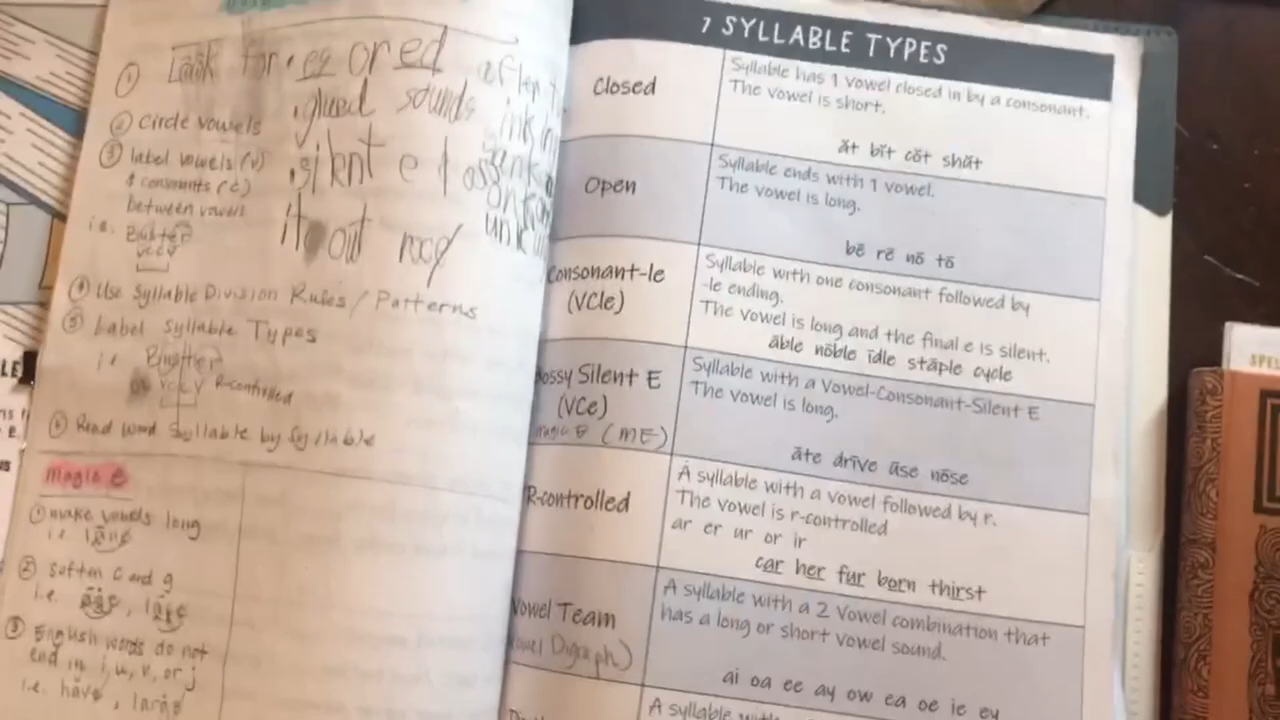 ① Look for • es or ed
• glued sounds
• silent e
it out
② circle vowels
③ label vowels (v)
& consonants (c)
between vowels
i.e. Buster
vccv
④ Use Syllable Division Rules / Patterns
⑤ Label Syllable Types
i.e. Buster
vccv R-controlled
⑥ Read word Syllable by Syllable
Magic e
① make vowels long
i.e.
② soften c and g
i.e. age,
③ English words do not
end in i, u, v, or j
i.e. have, large
7 SYLLABLE TYPES
Closed
Syllable has 1 vowel closed in by a consonant.
The vowel is short.
ăt bĭt cŏt shŭt
Open
Syllable ends with 1 vowel.
The vowel is long.
bē rē nō tō
Consonant-le
(VCle)
Syllable with one consonant followed by
-le ending.
The vowel is long and the final e is silent.
āble nōble īdle stāple cycle
Bossy Silent E
(VCe)
magic E (ME)
Syllable with a Vowel-Consonant-Silent E
The vowel is long.
āte drīve ūse nōse
R-controlled
A syllable with a vowel followed by r.
The vowel is r-controlled
ar er ur or ir
car her fur born thirst
Vowel Team
(Vowel Digraph)
A syllable with a 2 Vowel combination that
has a long or short vowel sound.
ai oa ee ay ow ea oe ie ey
A syllable with